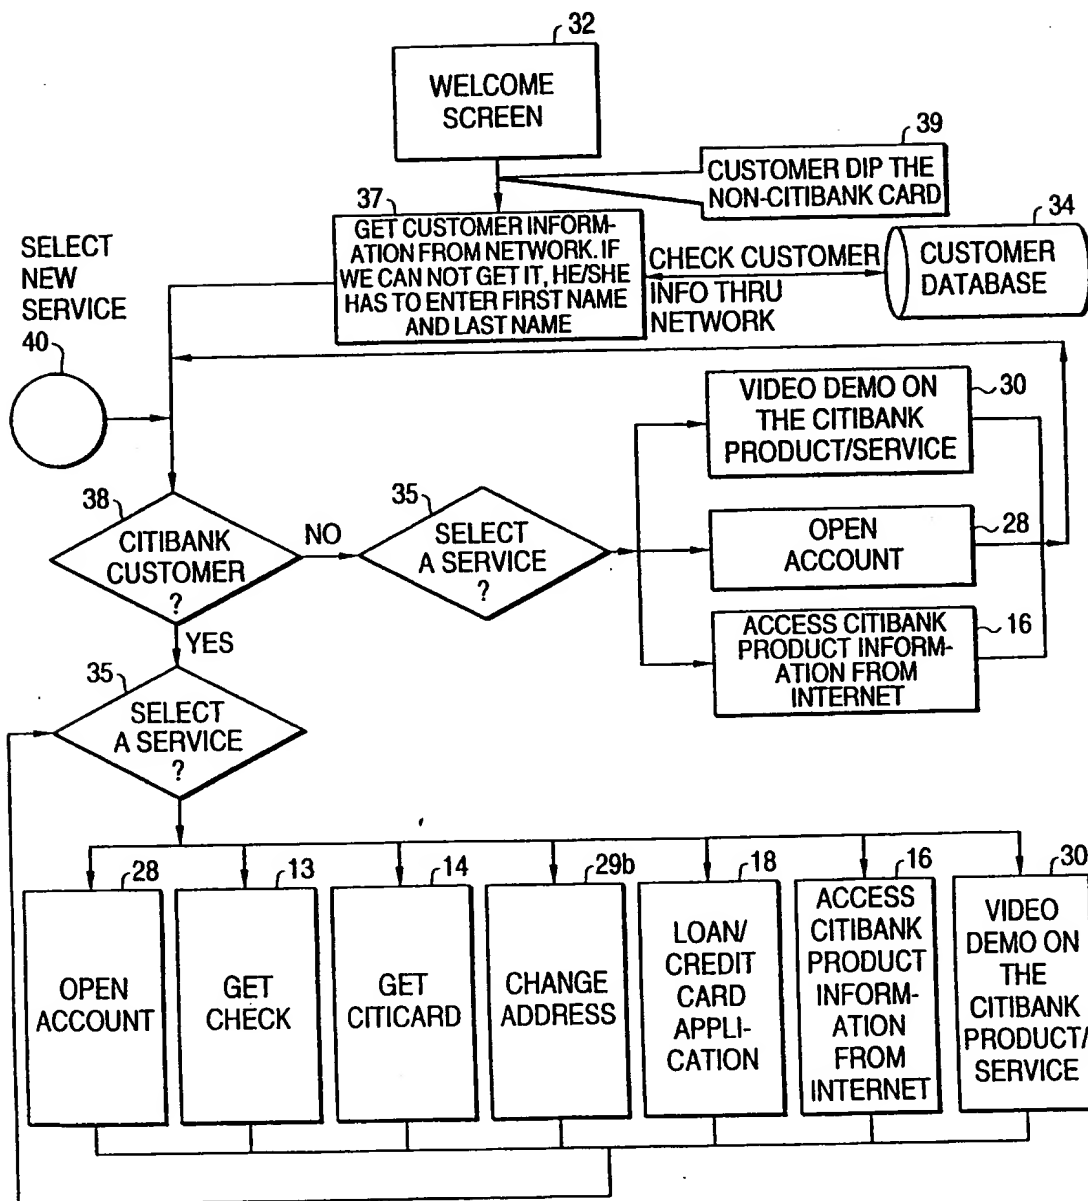 32
WELCOME
SCREEN
39
CUSTOMER DIP THE
NON-CITIBANK CARD
37
GET CUSTOMER INFORM-
ATION FROM NETWORK. IF
WE CAN NOT GET IT, HE/SHE
HAS TO ENTER FIRST NAME
AND LAST NAME
CHECK CUSTOMER
INFO THRU
NETWORK
34
CUSTOMER
DATABASE
SELECT
NEW
SERVICE
40
VIDEO DEMO ON
THE CITIBANK
PRODUCT/SERVICE
30
38
CITIBANK
CUSTOMER
?
NO
35
SELECT
A SERVICE
?
OPEN
ACCOUNT
28
ACCESS CITIBANK
PRODUCT INFORM-
ATION FROM
INTERNET
16
YES
35
SELECT
A SERVICE
?
28
OPEN
ACCOUNT
13
GET
CHECK
14
GET
CITICARD
29b
CHANGE
ADDRESS
18
LOAN/
CREDIT
CARD
APPLI-
CATION
16
ACCESS
CITIBANK
PRODUCT
INFORM-
ATION
FROM
INTERNET
30
VIDEO
DEMO ON
THE
CITIBANK
PRODUCT/
SERVICE